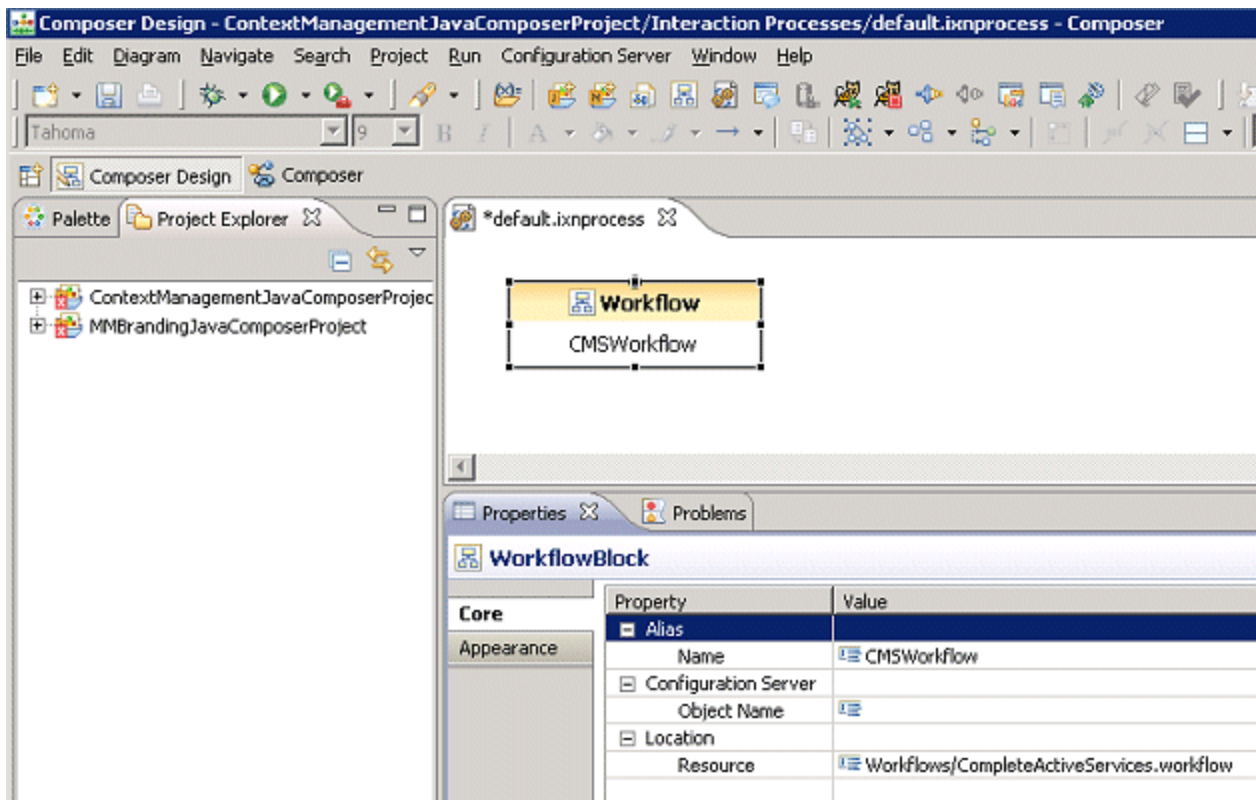 Composer Design - ContextManagementJavaComposerProject/Interaction Processes/default.ixnprocess - Composer
File Edit Diagram Navigate Search Project Run Configuration Server Window Help
Tahoma 9 B I A
Composer Design Composer
Palette Project Explorer
*default.ixnprocess
ContextManagementJavaComposerProjec
MMBrandingJavaComposerProject
Workflow
CMSWorkflow
Properties Problems
WorkflowBlock
Core
Appearance
Property Value
Alias
Name CMSWorkflow
Configuration Server
Object Name
Location
Resource Workflows/CompleteActiveServices.workflow